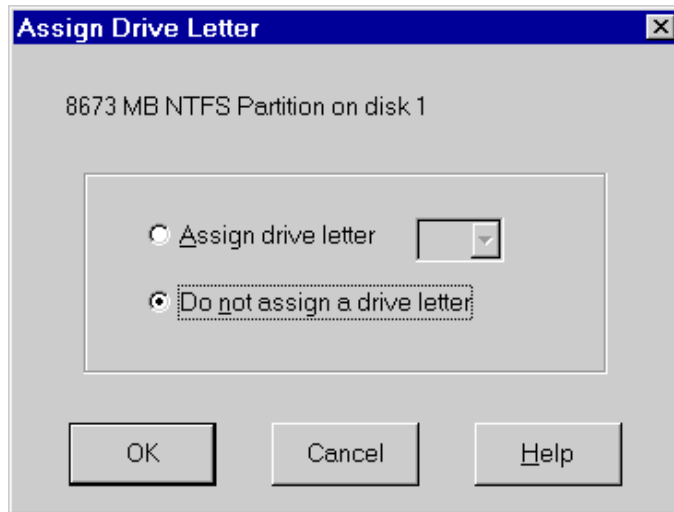 Assign Drive Letter
8673 MB NTFS Partition on disk 1
Assign drive letter
Do not assign a drive letter
OK Cancel Help